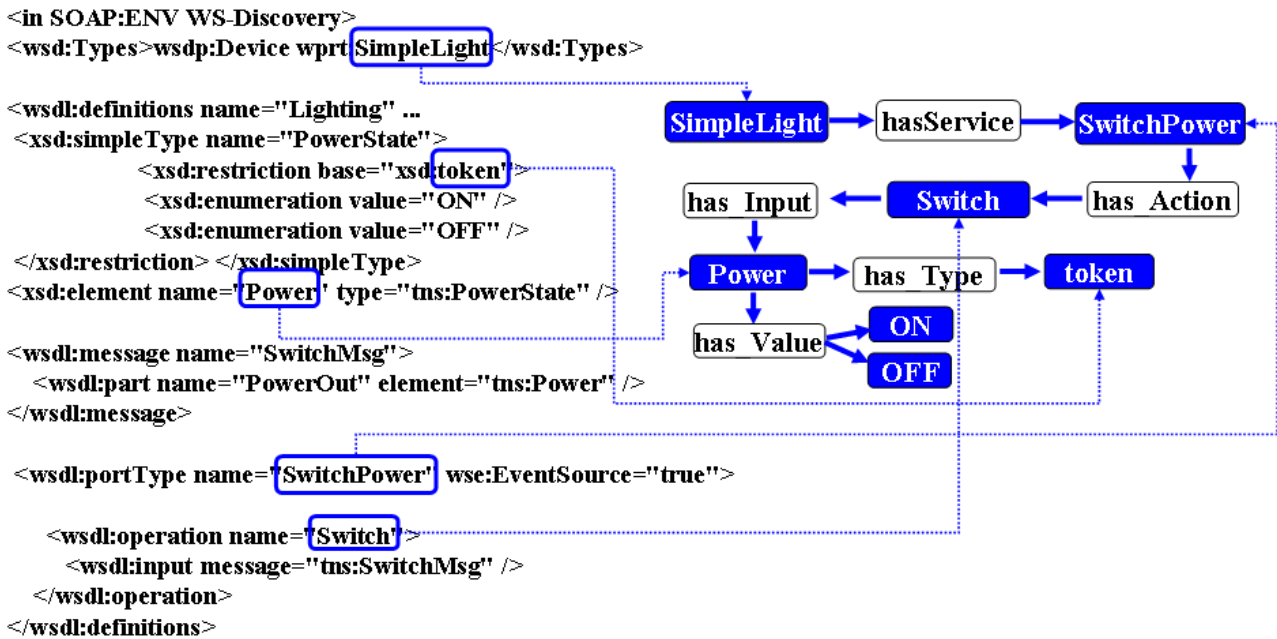 <in SOAP:ENV WS-Discovery>
<wsd:Types>wsdp:Device wprt SimpleLight</wsd:Types>
<wsdl:definitions name="Lighting" ...
<xsd:simpleType name="PowerState">
<xsd:restriction base="xsd:token">
<xsd:enumeration value="ON" />
<xsd:enumeration value="OFF" />
</xsd:restriction> </xsd:simpleType>
<xsd:element name="Power" type="tns:PowerState" />
<wsdl:message name="SwitchMsg">
<wsdl:part name="PowerOut" element="tns:Power" />
</wsdl:message>
<wsdl:portType name="SwitchPower" wse:EventSource="true">
<wsdl:operation name="Switch">
<wsdl:input message="tns:SwitchMsg" />
</wsdl:operation>
</wsdl:definitions>
SimpleLight hasService SwitchPower
has_Input Switch has_Action
Power has_Type token
has_Value ON
OFF